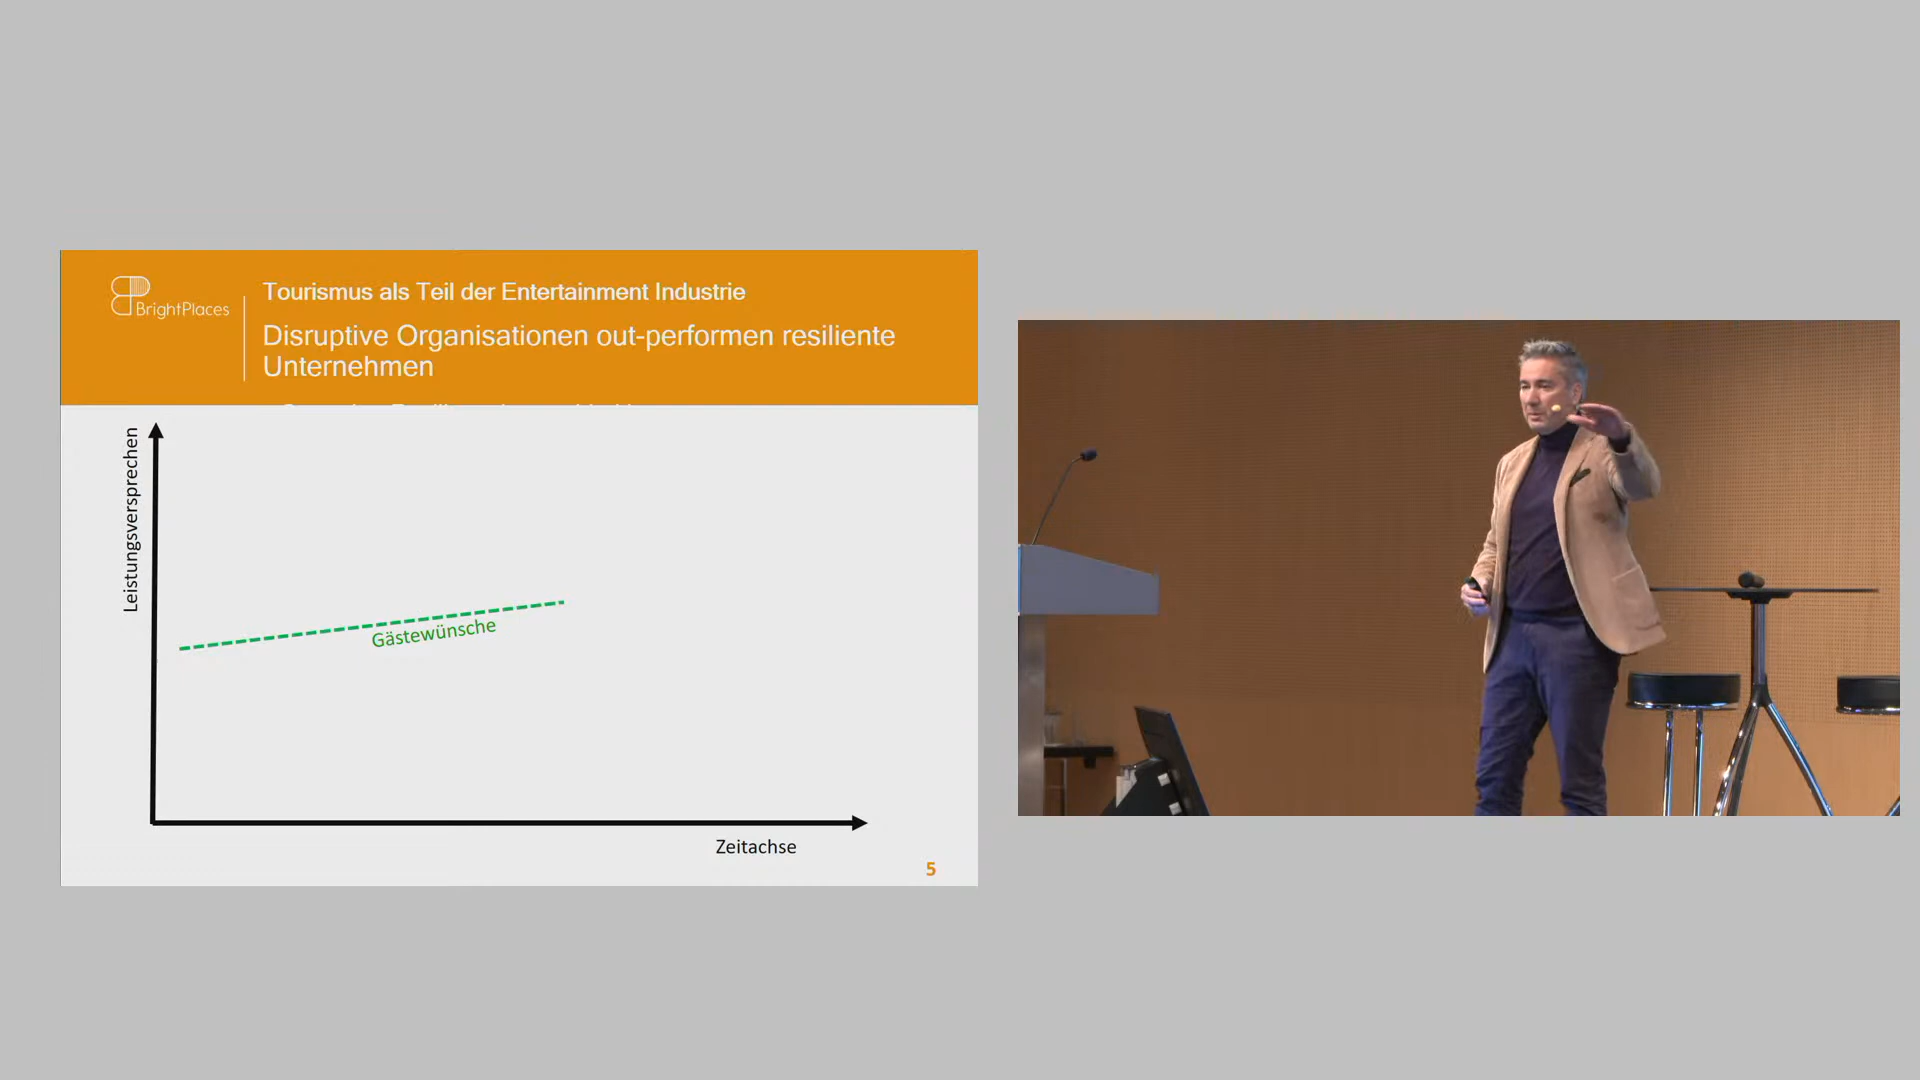 BrightPlaces
Tourismus als Teil der Entertainment Industrie
Disruptive Organisationen out-performen resiliente
Unternehmen
Leistungsversprechen
Gästewünsche
Zeitachse
5